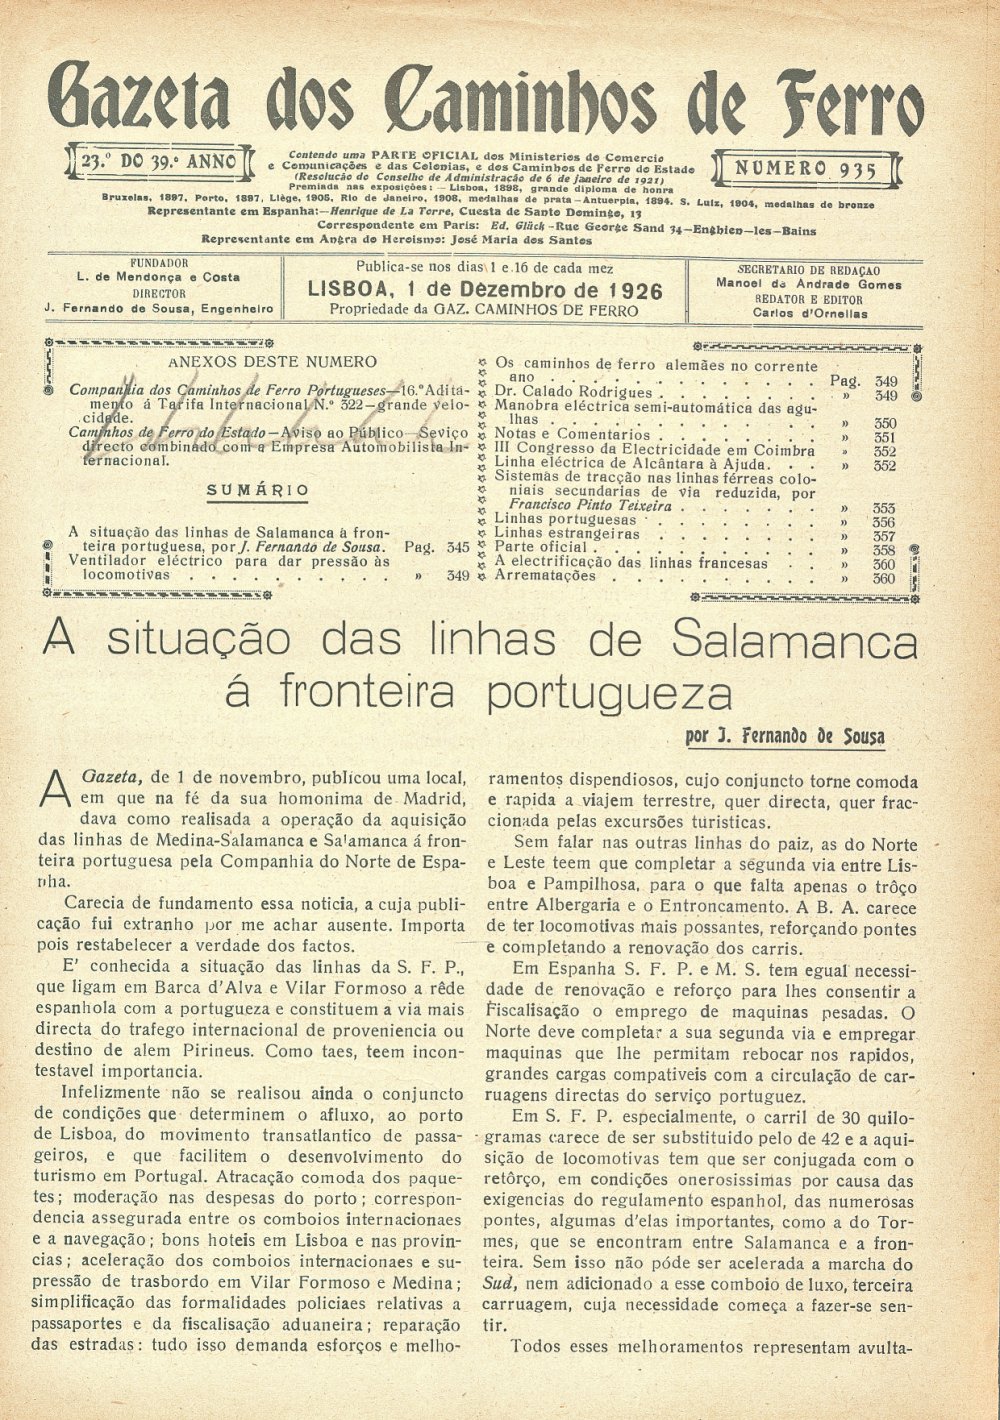 Gazeta dos Caminhos de Ferro
23.º DO 39.º ANNO
Contendo uma PARTE OFICIAL dos Ministerios do Comercio
e Comunicações e das Colonias, e dos Caminhos de Ferro do Estado
(Resolução do Conselho de Administração de 6 de janeiro de 1921)
Premiada nas exposições: — Lisboa, 1898, grande diploma de honra
NUMERO 935
Bruxelas, 1897, Porto, 1897, Liège, 1905, Rio de Janeiro, 1908, medalhas de prata — Antuerpia, 1894. S. Luiz, 1904, medalhas de bronze
Representante em Espanha:—Henrique de La Torre, Cuesta de Santo Domingo, 13
Correspondente em Paris: Ed. Glück -Rue George Sand 34—Enghien-les-Bains
Representante em Angra do Heroismo: José Maria dos Santos
FUNDADOR
L. de Mendonça e Costa
DIRECTOR
J. Fernando de Sousa, Engenheiro
Publica-se nos dias 1 e 16 de cada mez
LISBOA, 1 de Dezembro de 1926
Propriedade da GAZ. CAMINHOS DE FERRO
SECRETARIO DE REDAÇAO
Manoel de Andrade Gomes
REDATOR E EDITOR
Carlos d'Ornellas
ANEXOS DESTE NUMERO
Companhia dos Caminhos de Ferro Portugueses—16.º Adita-
mento á Tarifa Internacional N.º 322—grande velo-
cidade.
Caminhos de Ferro do Estado—Aviso ao Público—Seviço
directo combinado com a Empresa Automobilista In-
ternacional.
SUMÁRIO
A situação das linhas de Salamanca à fron-
teira portuguesa, por J. Fernando de Sousa. Pag. 345
Ventilador eléctrico para dar pressão às
locomotivas . . . . . . . . . . » 349
Os caminhos de ferro alemães no corrente
ano . . . . . . . . . . . . . Pag. 349
Dr. Calado Rodrigues . . . . . . . » 349
Manobra eléctrica semi-automática das agu-
lhas . . . . . . . . . . . . . » 350
Notas e Comentarios . . . . . . . » 351
III Congresso da Electricidade em Coimbra » 352
Linha eléctrica de Alcântara à Ajuda. . . » 352
Sistemas de tracção nas linhas férreas colo-
niais secundarias de via reduzida, por
Francisco Pinto Teixeira . . . . . . » 353
Linhas portuguesas . . . . . . . . » 356
Linhas estrangeiras . . . . . . . . » 357
Parte oficial . . . . . . . . . . . » 358
A electrificação das linhas francesas . . » 360
Arrematações . . . . . . . . . . » 360
A situação das linhas de Salamanca
á fronteira portugueza
por J. Fernando de Sousa
A Gazeta, de 1 de novembro, publicou uma local,
em que na fé da sua homonima de Madrid,
dava como realisada a operação da aquisição
das linhas de Medina-Salamanca e Salamanca á fron-
teira portuguesa pela Companhia do Norte de Espa-
nha.
Carecia de fundamento essa noticia, a cuja publi-
cação fui extranho por me achar ausente. Importa
pois restabelecer a verdade dos factos.
E' conhecida a situação das linhas da S. F. P.,
que ligam em Barca d'Alva e Vilar Formoso a rêde
espanhola com a portugueza e constituem a via mais
directa do trafego internacional de proveniencia ou
destino de alem Pirineus. Como taes, teem incon-
testavel importancia.
Infelizmente não se realisou ainda o conjuncto
de condições que determinem o afluxo, ao porto
de Lisboa, do movimento transatlantico de passa-
geiros, e que facilitem o desenvolvimento do
turismo em Portugal. Atracação comoda dos paque-
tes; moderação nas despesas do porto; correspon-
dencia assegurada entre os comboios internacionaes
e a navegação; bons hoteis em Lisboa e nas provin-
cias; aceleração dos comboios internacionaes e su-
pressão de trasbordo em Vilar Formoso e Medina;
simplificação das formalidades policiaes relativas a
passaportes e da fiscalisação aduaneira; reparação
das estradas: tudo isso demanda esforços e melho-
ramentos dispendiosos, cujo conjuncto torne comoda
e rapida a viajem terrestre, quer directa, quer frac-
cionada pelas excursões turisticas.
Sem falar nas outras linhas do paiz, as do Norte
e Leste teem que completar a segunda via entre Lis-
boa e Pampilhosa, para o que falta apenas o trôço
entre Albergaria e o Entroncamento. A B. A. carece
de ter locomotivas mais possantes, reforçando pontes
e completando a renovação dos carris.
Em Espanha S. F. P. e M. S. tem egual necessi-
dade de renovação e reforço para lhes consentir a
Fiscalisação o emprego de maquinas pesadas. O
Norte deve completar a sua segunda via e empregar
maquinas que lhe permitam rebocar nos rapidos,
grandes cargas compativeis com a circulação de car-
ruagens directas do serviço portuguez.
Em S. F. P. especialmente, o carril de 30 quilo-
gramas carece de ser substituido pelo de 42 e a aqui-
sição de locomotivas tem que ser conjugada com o
retôrço, em condições onerosissimas por causa das
exigencias do regulamento espanhol, das numerosas
pontes, algumas d'elas importantes, como a do Tor-
mes, que se encontram entre Salamanca e a fron-
teira. Sem isso não póde ser acelerada a marcha do
Sud, nem adicionado a esse comboio de luxo, terceira
carruagem, cuja necessidade começa a fazer-se sen-
tir.
Todos esses melhoramentos representam avulta-